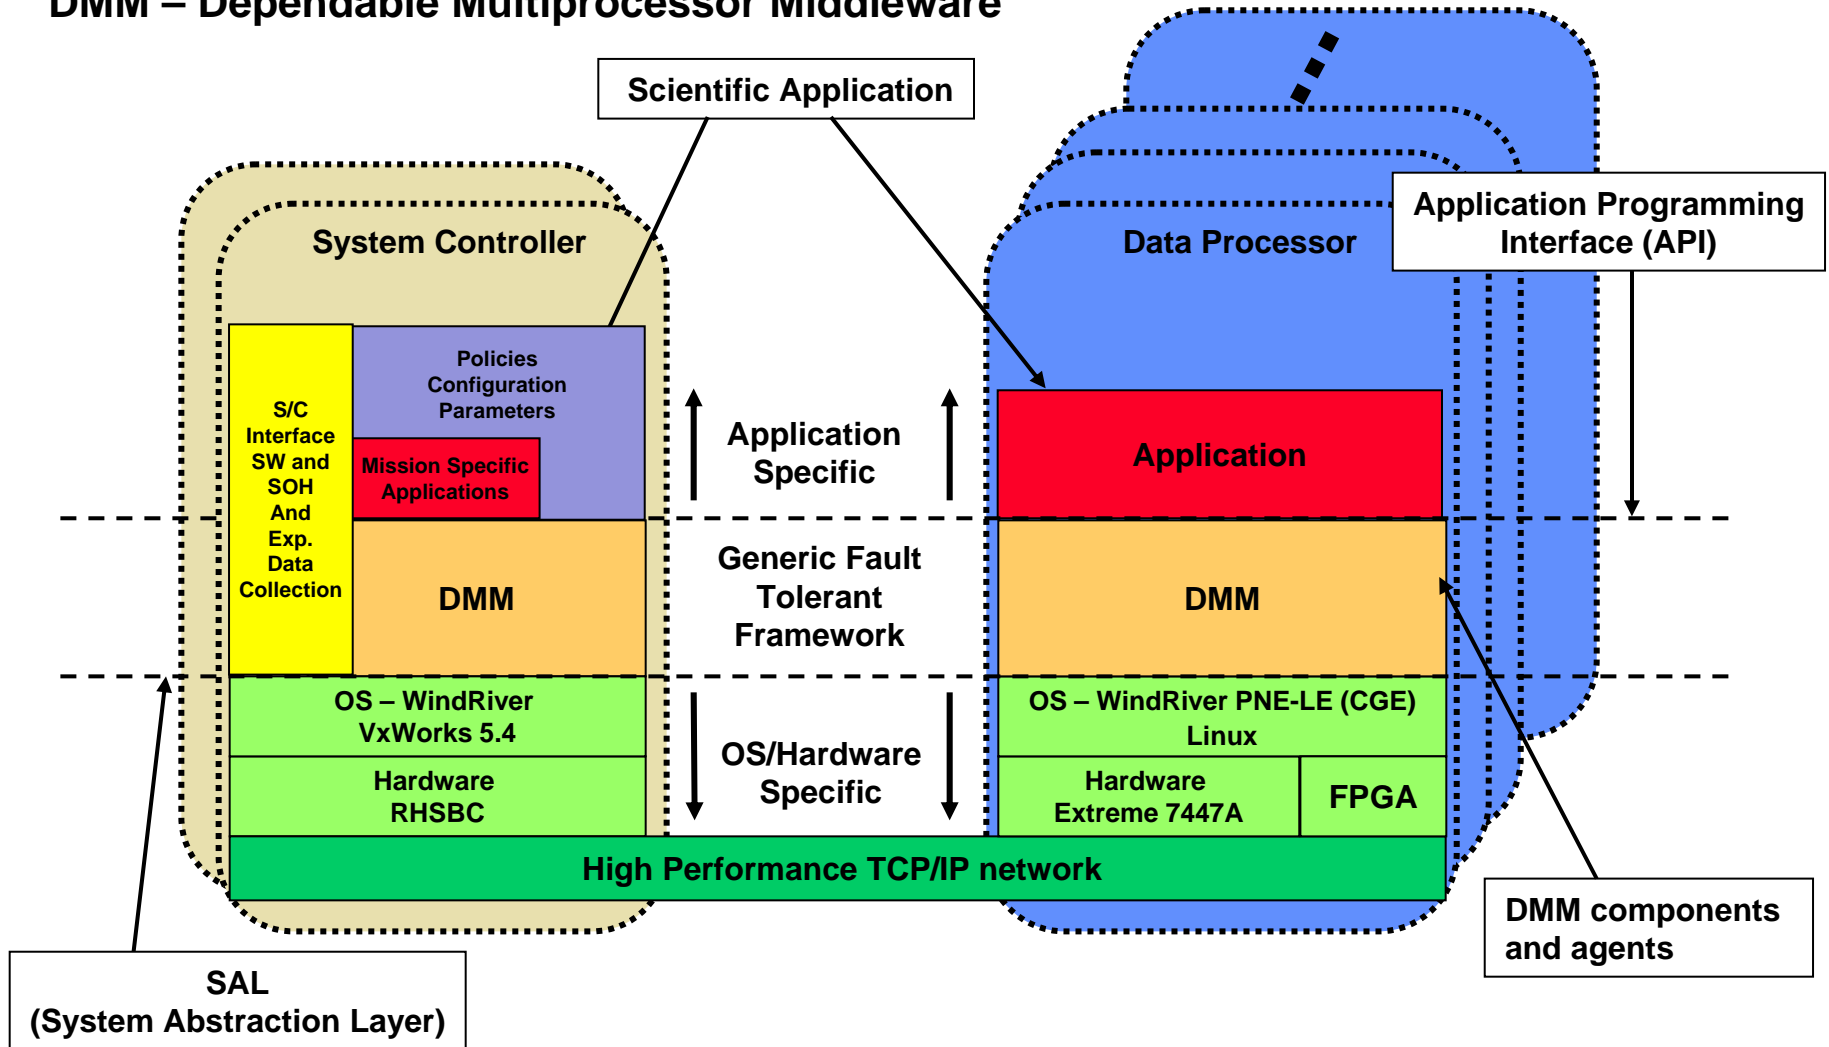 DMM – Dependable Multiprocessor Middleware
Scientific Application
System Controller
Data Processor
Application Programming
Interface (API)
Policies
Configuration
Parameters
S/C
Interface
SW and
SOH
And
Exp.
Data
Collection
Mission Specific
Applications
Application
Specific
Application
DMM
Generic Fault
Tolerant
Framework
DMM
OS – WindRiver
VxWorks 5.4
OS/Hardware
Specific
OS – WindRiver PNE-LE (CGE)
Linux
Hardware
RHSBC
Hardware
Extreme 7447A
FPGA
High Performance TCP/IP network
DMM components
and agents
SAL
(System Abstraction Layer)